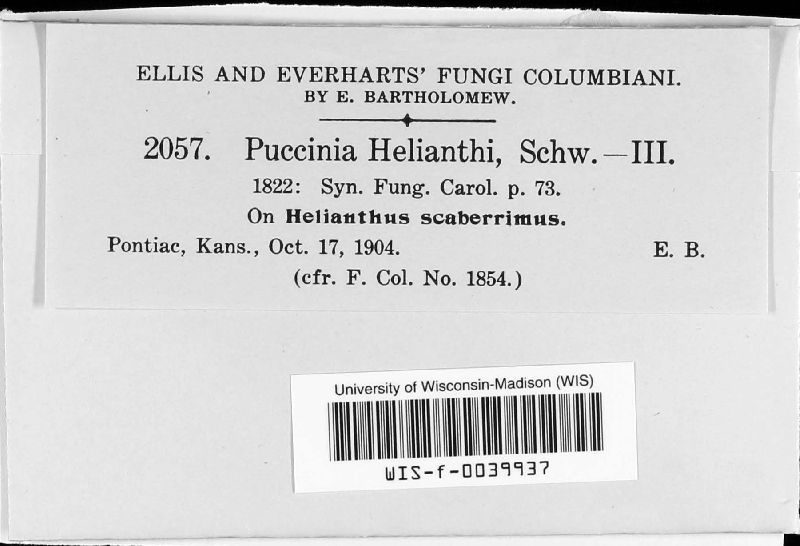 ELLIS AND EVERHARTS' FUNGI COLUMBIANI.
BY E. BARTHOLOMEW.
2057. Puccinia Helianthi, Schw.—III.
1822: Syn. Fung. Carol. p. 73.
On Helianthus scaberrimus.
Pontiac, Kans., Oct. 17, 1904. E. B.
(cfr. F. Col. No. 1854.)
University of Wisconsin-Madison (WIS)
WIS-f-0039937